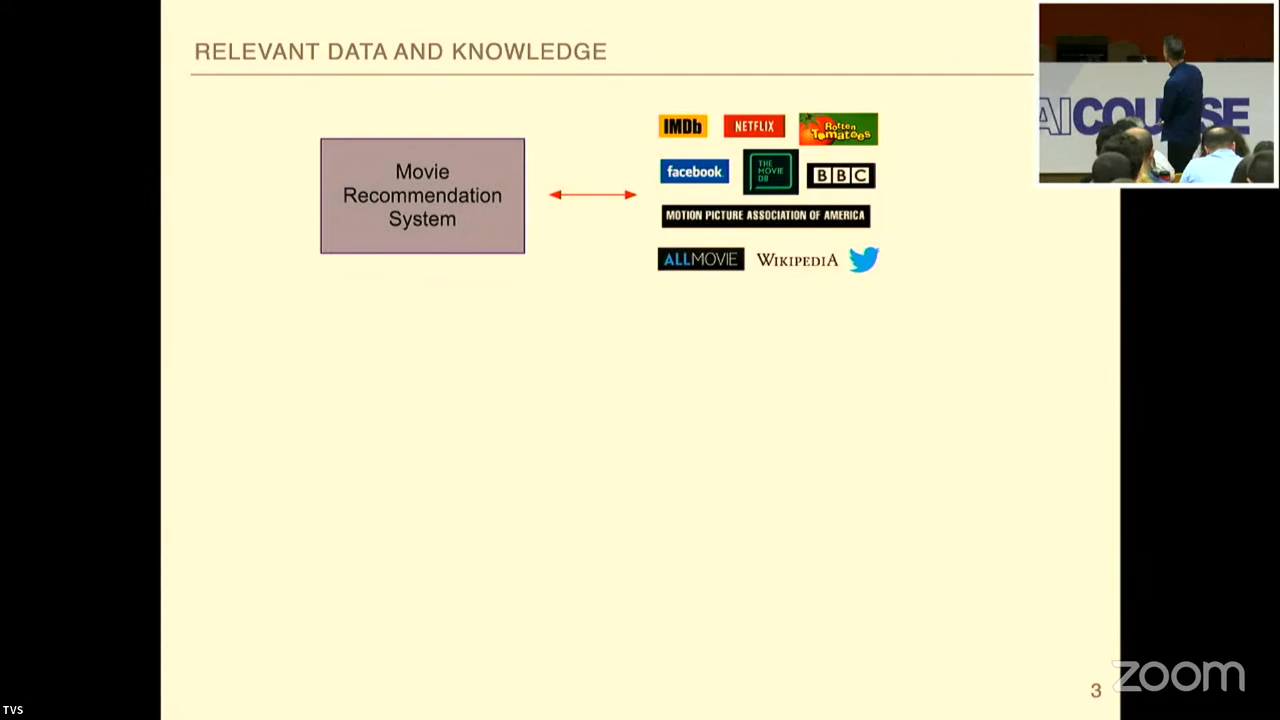 RELEVANT DATA AND KNOWLEDGE
Movie
Recommendation
System
IMDb
NETFLIX
Rotten
Tomatoes
facebook
THE
MOVIE
DB
BBC
MOTION PICTURE ASSOCIATION OF AMERICA
ALLMOVIE
WIKIPEDIA
AICOURSE
3
zoom
TVS